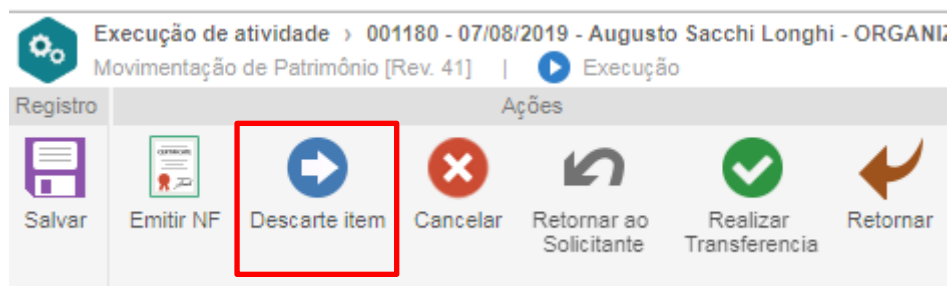 Execução de atividade › 001180 - 07/08/2019 - Augusto Sacchi Longhi - ORGANIZ
Movimentação de Patrimônio [Rev. 41] | Execução
Registro Ações
Salvar Emitir NF Descarte item Cancelar Retornar ao Solicitante Realizar Transferencia Retornar